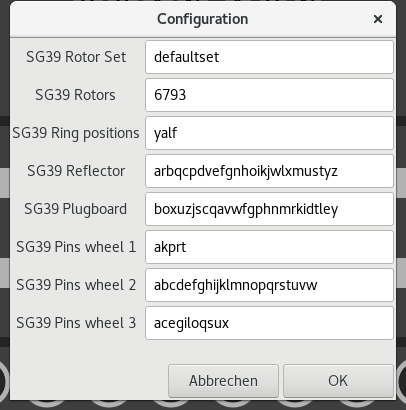 Configuration ×
SG39 Rotor Set defaultset
SG39 Rotors 6793
SG39 Ring positions yalf
SG39 Reflector arbqcpdvefgnhoikjwlxmustyz
SG39 Plugboard boxuzjscqavwfgphnmrkidtley
SG39 Pins wheel 1 akprt
SG39 Pins wheel 2 abcdefghijklmnopqrstuvw
SG39 Pins wheel 3 acegiloqsux
Abbrechen OK